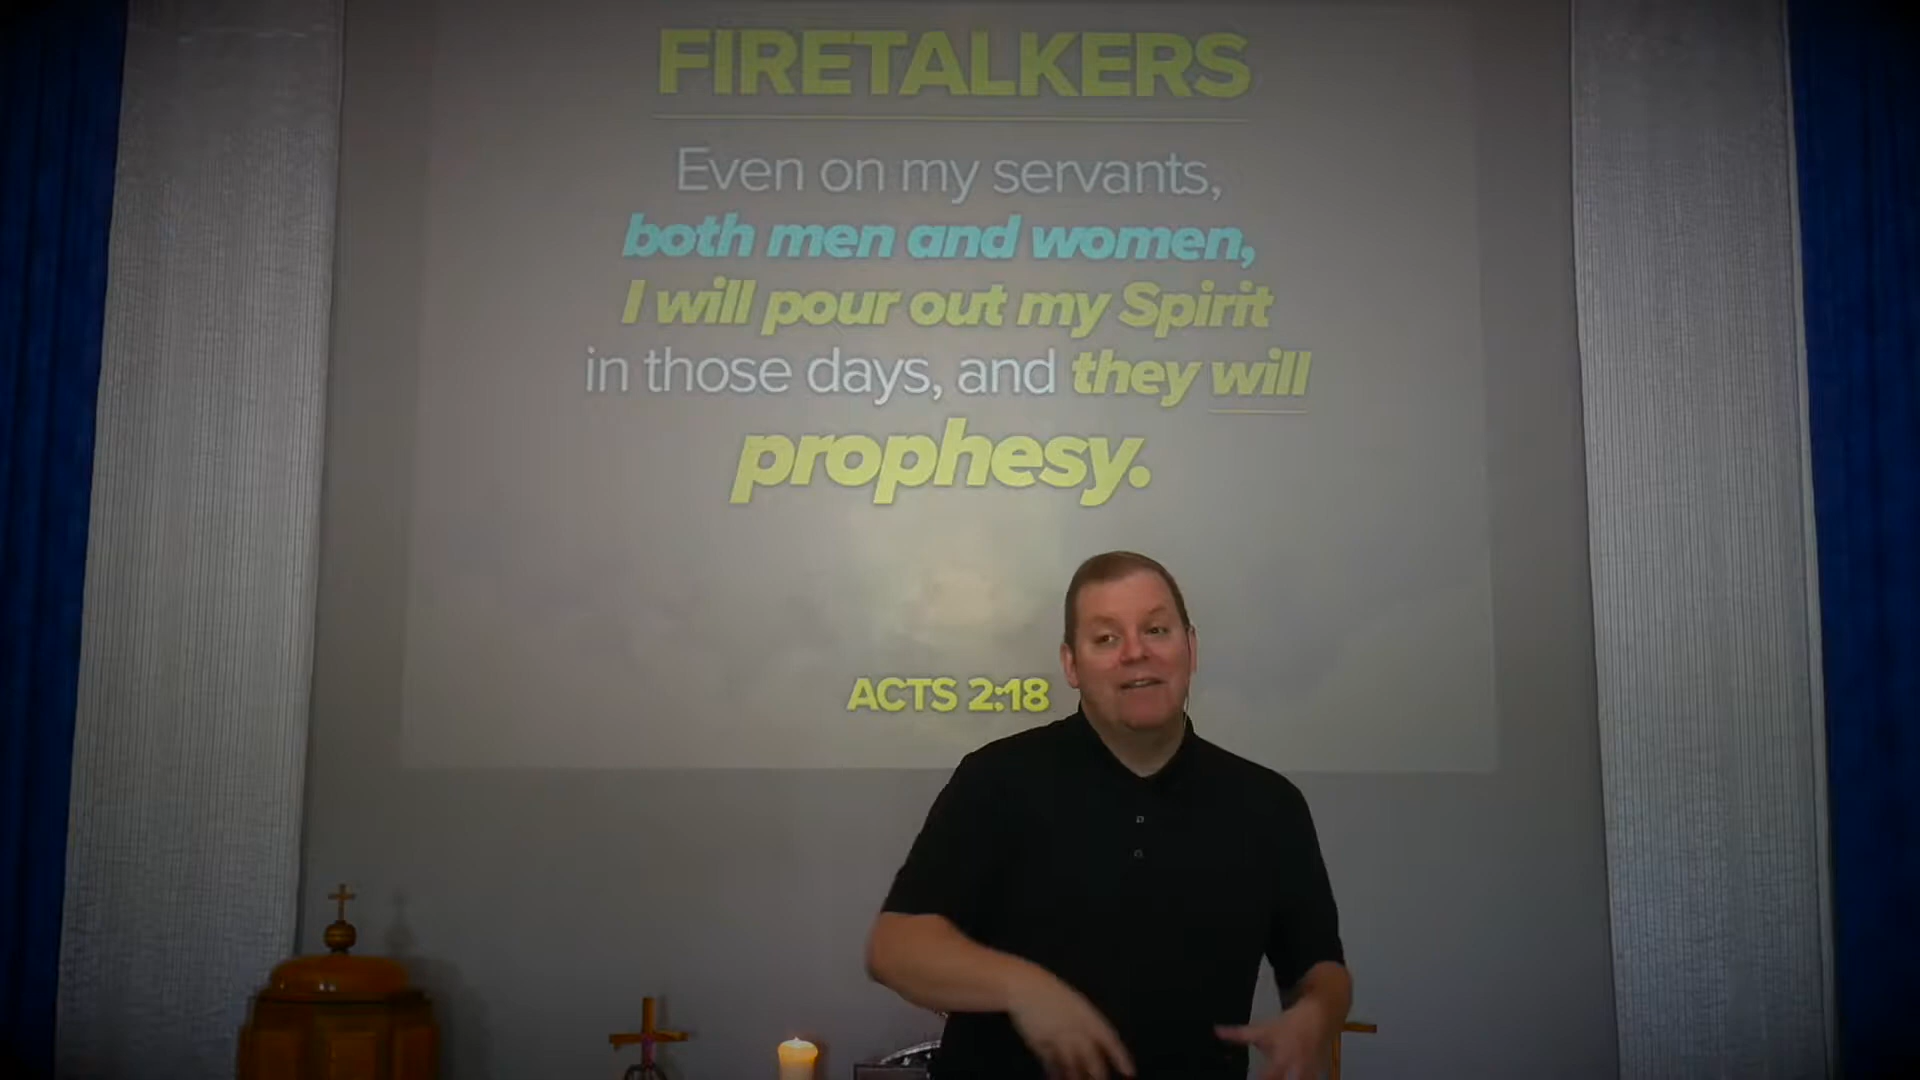 FIRETALKERS
Even on my servants,
both men and women,
I will pour out my Spirit
in those days, and they will
prophesy.
ACTS 2:18